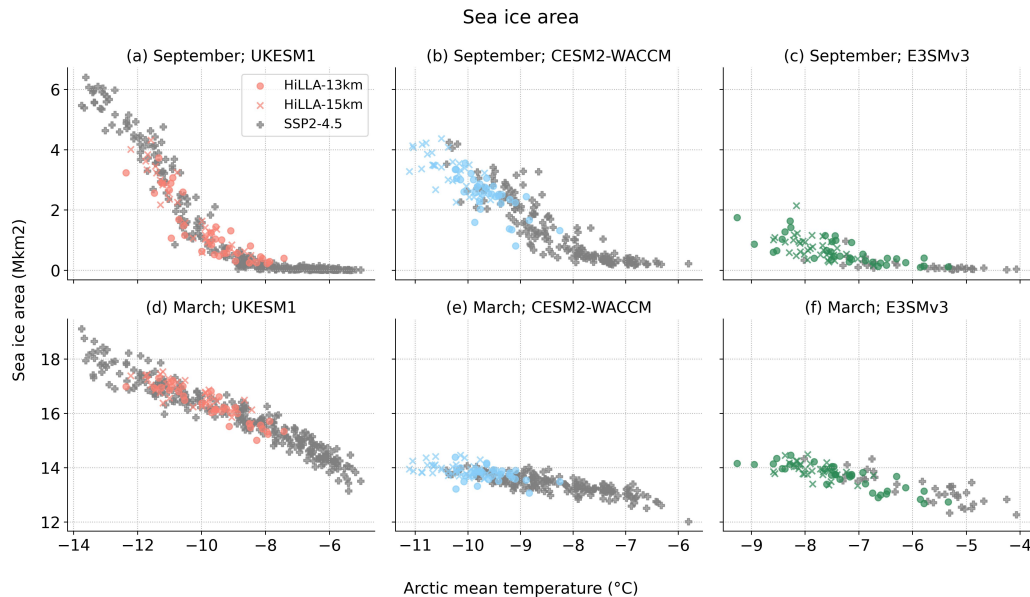 Sea ice area
(a) September; UKESM1
(b) September; CESM2-WACCM
(c) September; E3SMv3
HiLLA-13km
HiLLA-15km
SSP2-4.5
6
4
2
0
Sea ice area (Mkm2)
(d) March; UKESM1
(e) March; CESM2-WACCM
(f) March; E3SMv3
18
16
14
12
−14 −12 −10 −8 −6
−11 −10 −9 −8 −7 −6
−9 −8 −7 −6 −5 −4
Arctic mean temperature (°C)